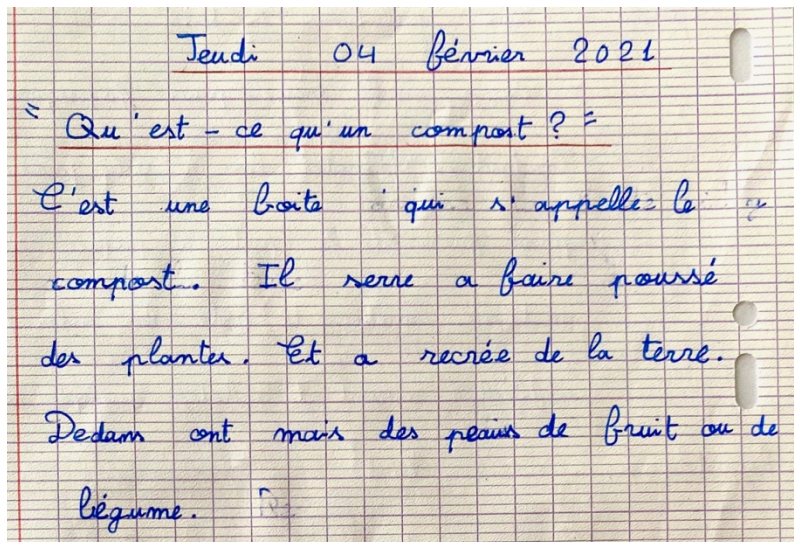 Jeudi 04 février 2021
" Qu'est-ce qu'un compost ? "
C'est une boite qui s'appelle le
compost. Il serre a faire poussé
des plantes. Et a recrée de la terre.
Dedans ont mais des peaux de fruit ou de
légume.